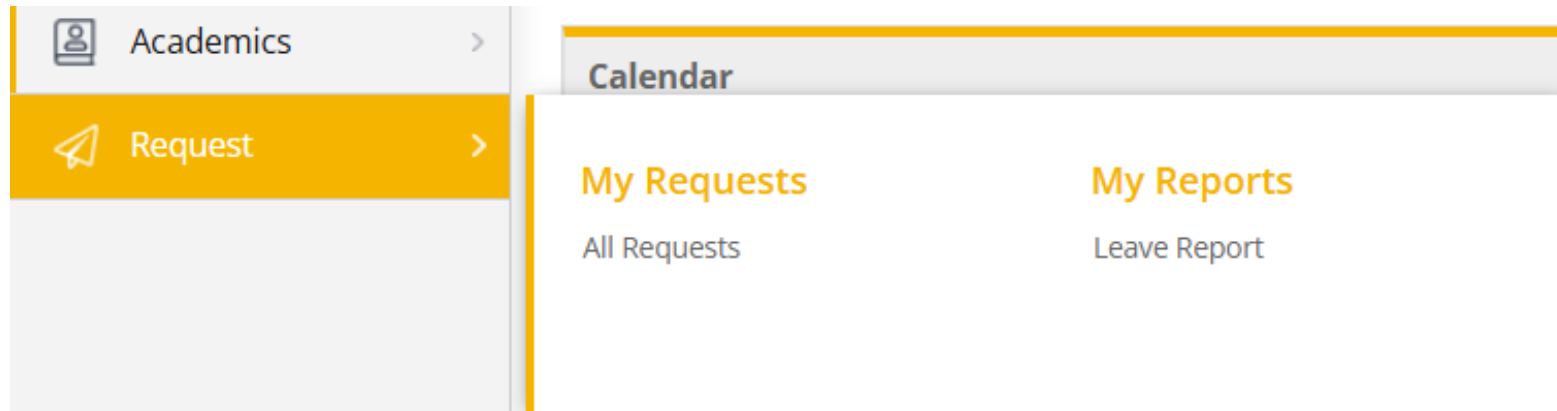 Academics
Calendar
Request
My Requests
My Reports
All Requests
Leave Report